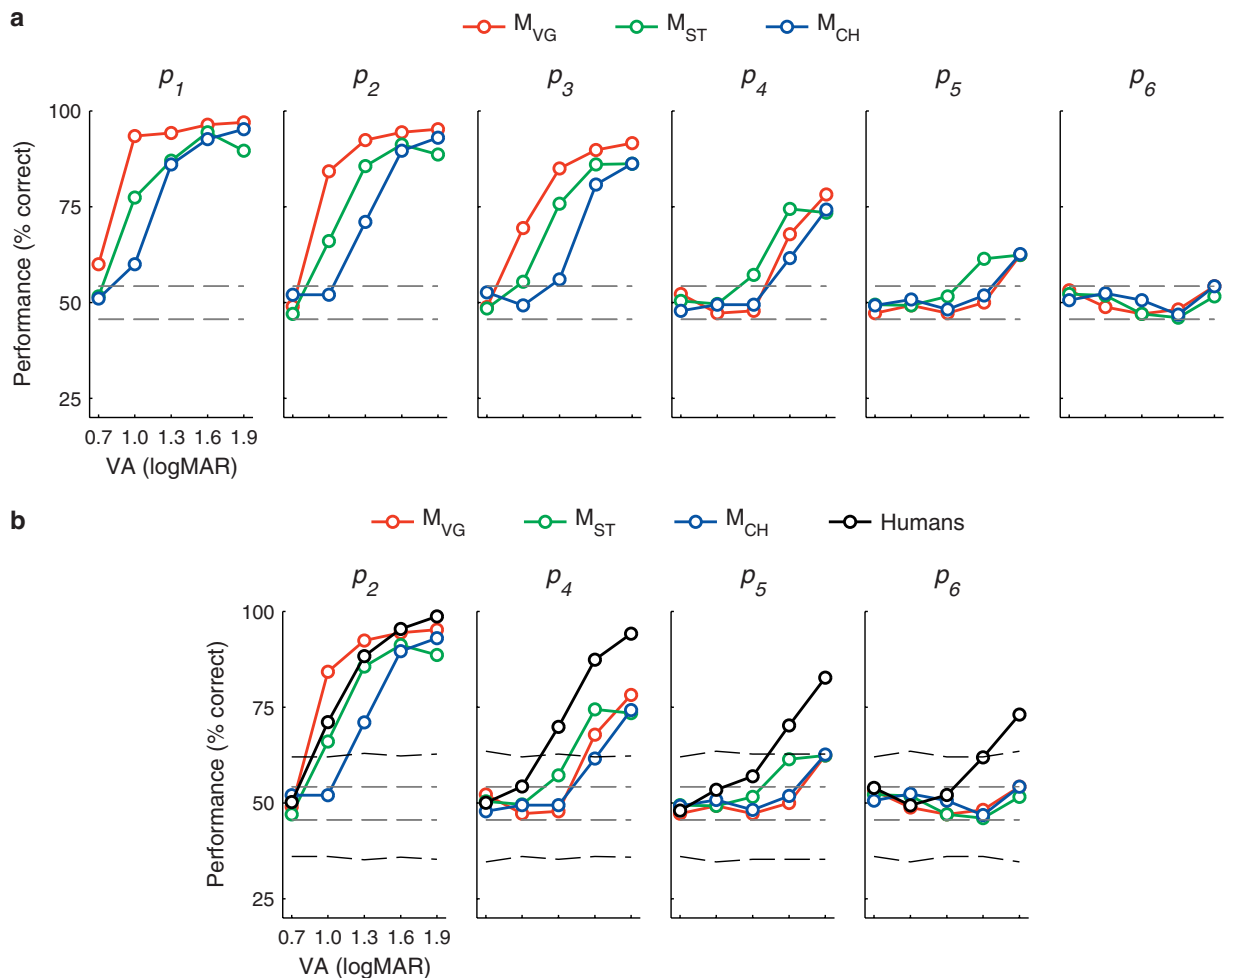 a
M_VG M_ST M_CH
p_1 p_2 p_3 p_4 p_5 p_6
Performance (% correct)
100
75
50
25
0.7 1.0 1.3 1.6 1.9
VA (logMAR)
b
M_VG M_ST M_CH Humans
p_2 p_4 p_5 p_6
Performance (% correct)
100
75
50
25
0.7 1.0 1.3 1.6 1.9
VA (logMAR)